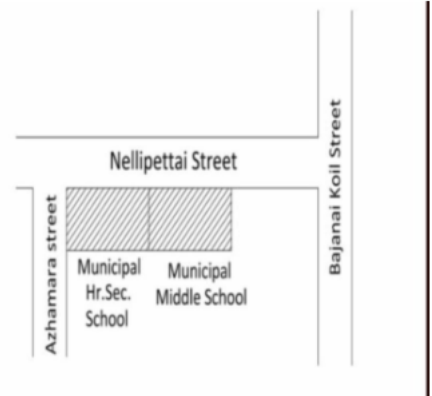 Nellipettai Street
Bajanai Koil Street
Azhamara street
Municipal
Hr.Sec.
School
Municipal
Middle School